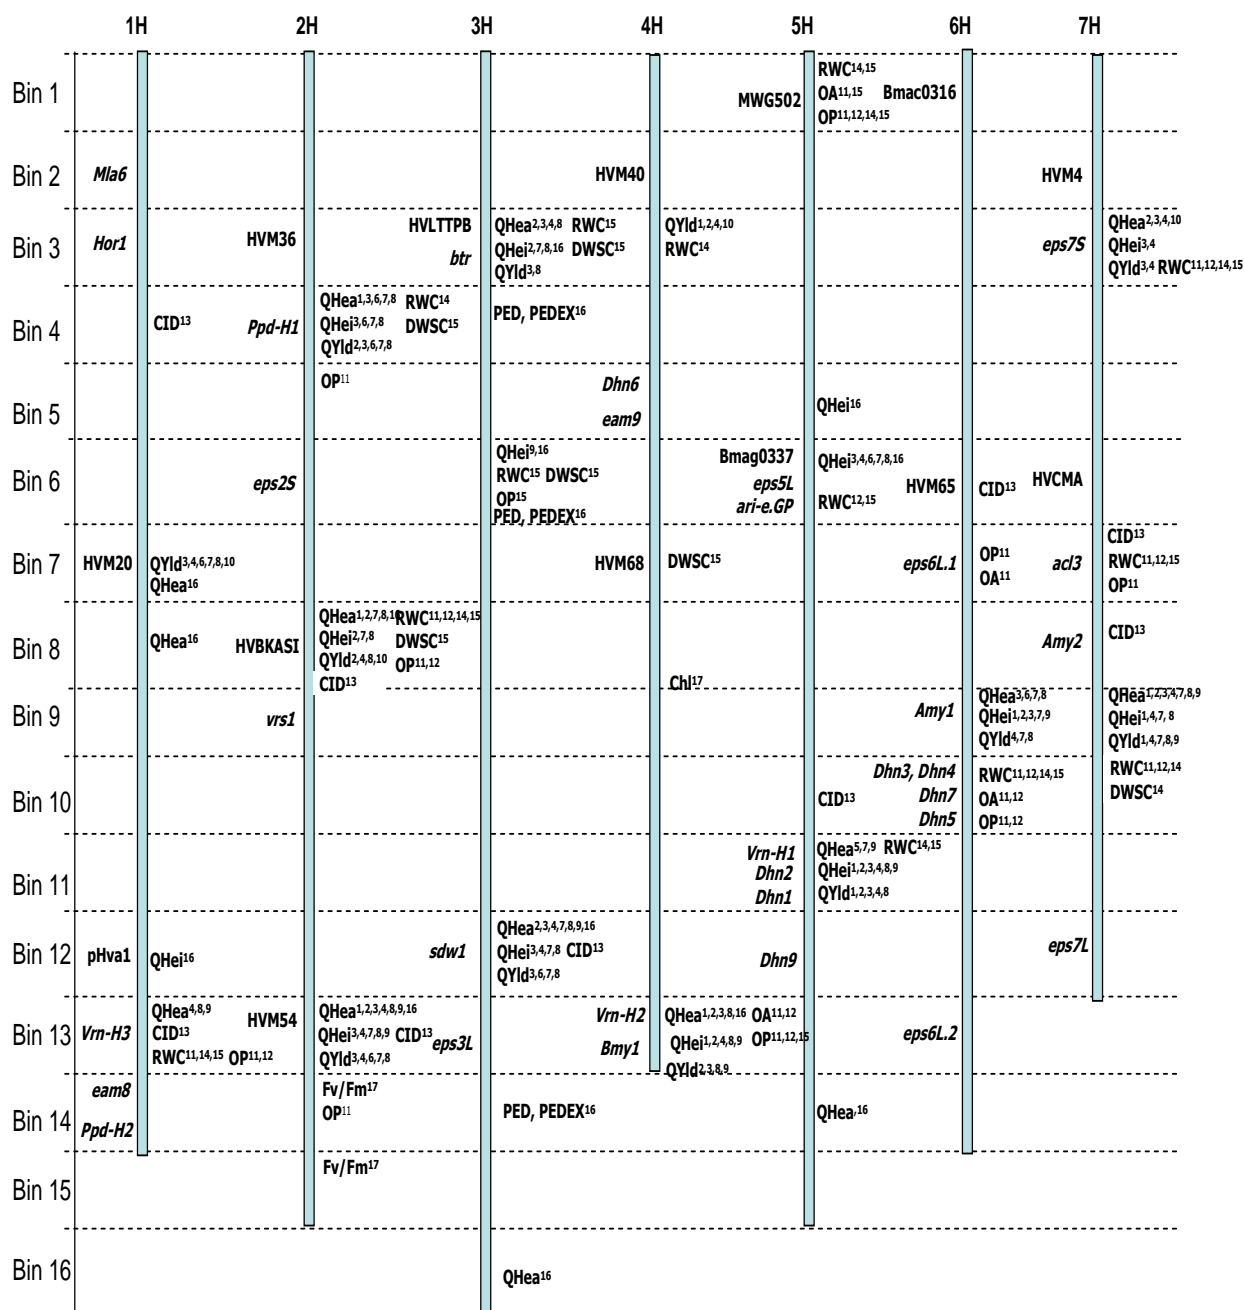 1H 2H 3H 4H 5H 6H 7H
Bin 1
MWG502
RWC14,15
OA11,15
OP11,12,14,15
Bmac0316
Bin 2
Mla6
HVM40
HVM4
Bin 3
Hor1
HVM36
HVLTTPB
btr
QHea2,3,4,8 RWC15
QHei2,7,8,16 DWSC15
QYld3,8
QYld1,2,4,10
RWC14
eps7S
QHea2,3,4,10
QHei3,4
QYld3,4 RWC11,12,14,15
Bin 4
CID13
Ppd-H1
QHea1,3,6,7,8 RWC14
QHei3,6,7,8 DWSC15
QYld2,3,6,7,8
PED, PEDEX16
Bin 5
OP11
Dhn6
eam9
QHei16
Bin 6
eps2S
QHei9,16
RWC15 DWSC15
OP15
PED, PEDEX16
Bmag0337
eps5L
ari-e.GP
QHei3,4,6,7,8,16
RWC12,15
HVM65
CID13
HVCMA
Bin 7
HVM20
QYld3,4,6,7,8,10
QHea16
HVM68
DWSC15
eps6L.1
OP11
OA11
acl3
CID13
RWC11,12,15
OP11
Bin 8
QHea16
HVBKASI
QHea1,2,7,8,10 RWC11,12,14,15
QHei2,7,8 DWSC15
QYld2,4,8,10 OP11,12
CID13
Chl17
Amy2
CID13
Bin 9
vrs1
Amy1
QHea3,6,7,8
QHei1,2,3,7,9
QYld4,7,8
QHea1,2,3,4,7,8,9
QHei1,4,7, 8
QYld1,4,7,8,9
Bin 10
CID13
Dhn3, Dhn4
Dhn7
Dhn5
RWC11,12,14,15
OA11,12
OP11,12
RWC11,12,14
DWSC14
Bin 11
Vrn-H1
Dhn2
Dhn1
QHea5,7,9 RWC14,15
QHei1,2,3,4,8,9
QYld1,2,3,4,8
Bin 12
pHva1
QHei16
sdw1
QHea2,3,4,7,8,9,16
QHei3,4,7,8 CID13
QYld3,6,7,8
Dhn9
eps7L
Bin 13
Vrn-H3
QHea4,8,9
CID13
RWC11,14,15 OP11,12
HVM54
QHea1,2,3,4,8,9,16
QHei3,4,7,8,9 CID13
QYld3,4,6,7,8
eps3L
Vrn-H2
Bmy1
QHea1,2,3,8,16 OA11,12
QHei1,2,4,8,9 OP11,12,15
QYld2,3,8,9
eps6L.2
Bin 14
eam8
Ppd-H2
Fv/Fm17
OP11
PED, PEDEX16
QHea,16
Bin 15
Fv/Fm17
Bin 16
QHea16